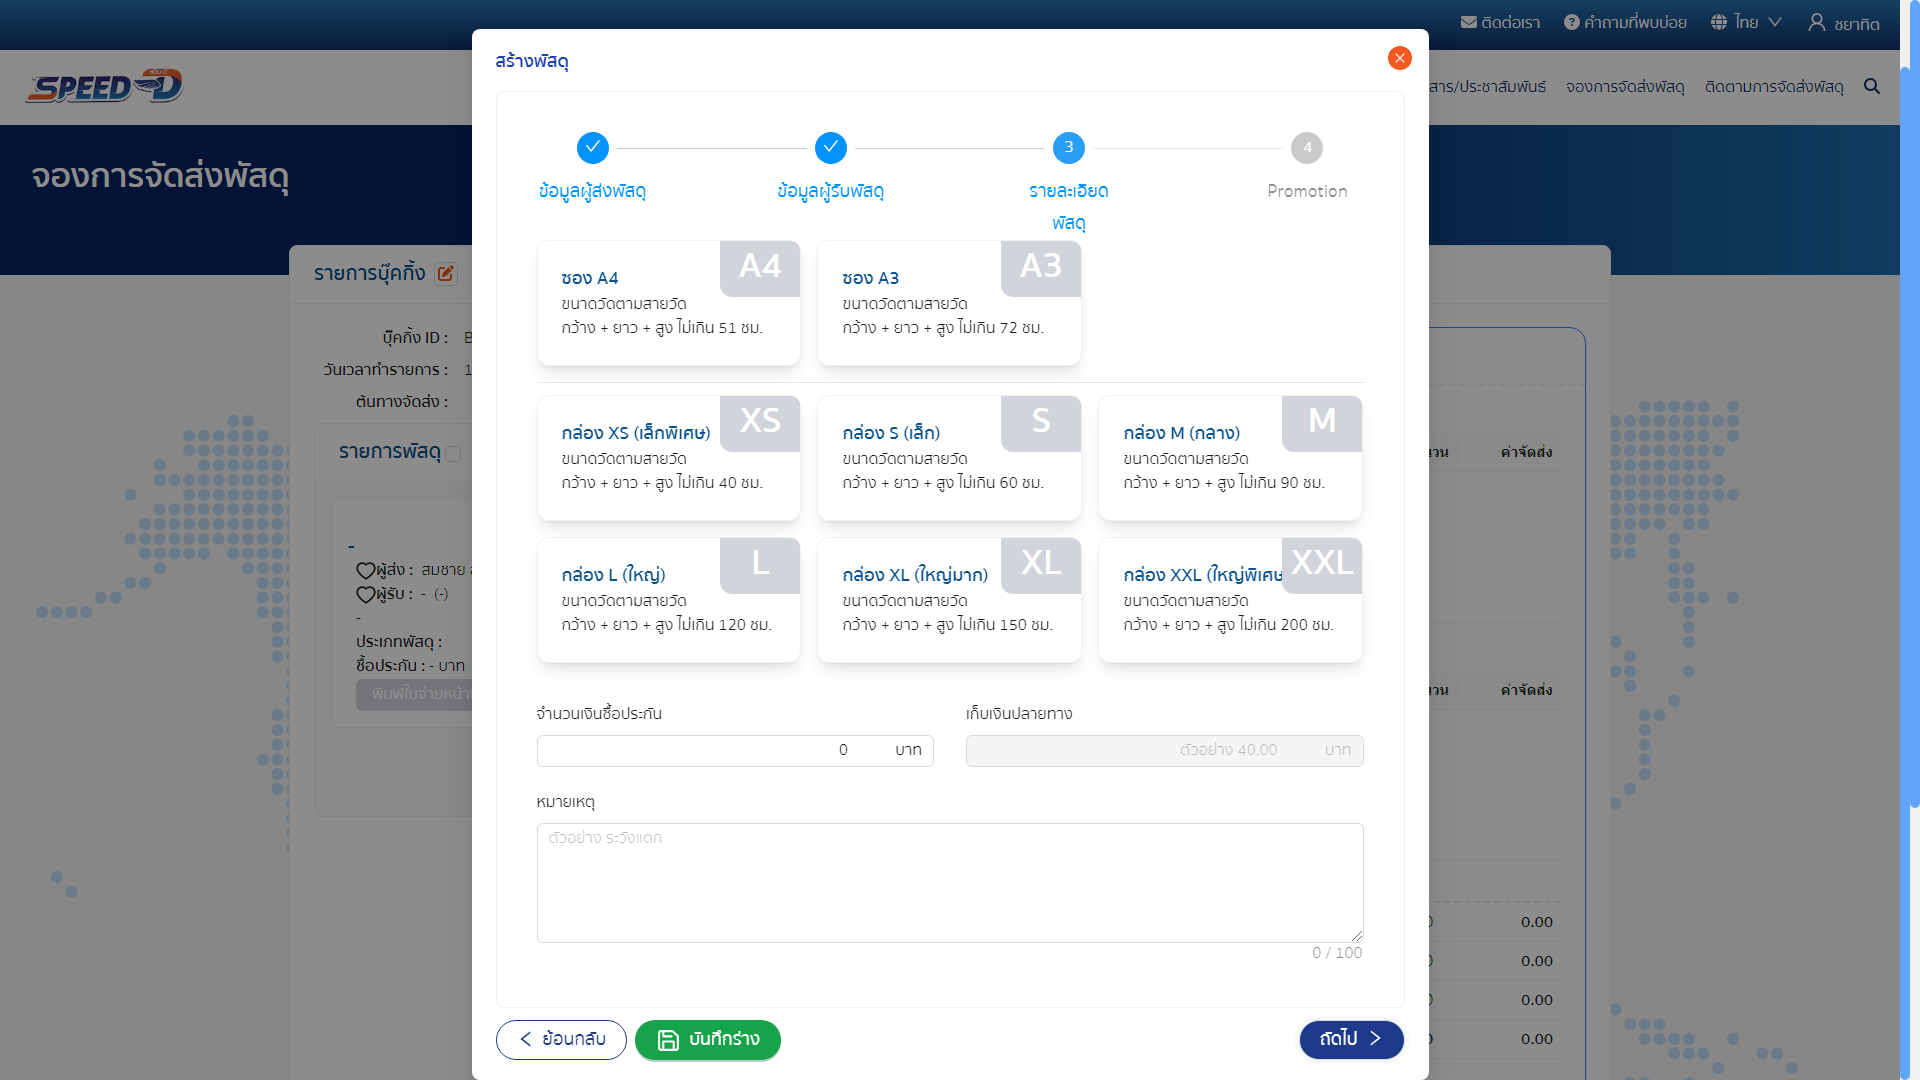 ติดต่อเรา
คำถามที่พบบ่อย
ไทย
ชยาทิต
SPEED-D
สาร/ประชาสัมพันธ์
จองการจัดส่งพัสดุ
ติดตามการจัดส่งพัสดุ
จองการจัดส่งพัสดุ
รายการบุ๊คกิ้ง
บุ๊คกิ้ง ID :
วันเวลาทำรายการ : 1
ต้นทางจัดส่ง :
รายการพัสดุ
-
ผู้ส่ง : สมชาย
ผู้รับ : - (-)
-
ประเภทพัสดุ :
ซื้อประกัน : - บาท
พิมพ์ใบจ่ายหน้า
สร้างพัสดุ
ข้อมูลผู้ส่งพัสดุ
ข้อมูลผู้รับพัสดุ
3
รายละเอียด
พัสดุ
4
Promotion
ซอง A4
A4
ขนาดวัดตามสายวัด
กว้าง + ยาว + สูง ไม่เกิน 51 ซม.
ซอง A3
A3
ขนาดวัดตามสายวัด
กว้าง + ยาว + สูง ไม่เกิน 72 ซม.
กล่อง XS (เล็กพิเศษ)
XS
ขนาดวัดตามสายวัด
กว้าง + ยาว + สูง ไม่เกิน 40 ซม.
กล่อง S (เล็ก)
S
ขนาดวัดตามสายวัด
กว้าง + ยาว + สูง ไม่เกิน 60 ซม.
กล่อง M (กลาง)
M
ขนาดวัดตามสายวัด
กว้าง + ยาว + สูง ไม่เกิน 90 ซม.
กล่อง L (ใหญ่)
L
ขนาดวัดตามสายวัด
กว้าง + ยาว + สูง ไม่เกิน 120 ซม.
กล่อง XL (ใหญ่มาก)
XL
ขนาดวัดตามสายวัด
กว้าง + ยาว + สูง ไม่เกิน 150 ซม.
กล่อง XXL (ใหญ่พิเศษ
XXL
ขนาดวัดตามสายวัด
กว้าง + ยาว + สูง ไม่เกิน 200 ซม.
จำนวนเงินซื้อประกัน
0 บาท
เก็บเงินปลายทาง
ตัวอย่าง 40.00 บาท
หมายเหตุ
ตัวอย่าง ระวังแตก
0 / 100
ย้อนกลับ
บันทึกร่าง
ถัดไป
ค่าจัดส่ง
ค่าจัดส่ง
0.00
0.00
0.00
0.00